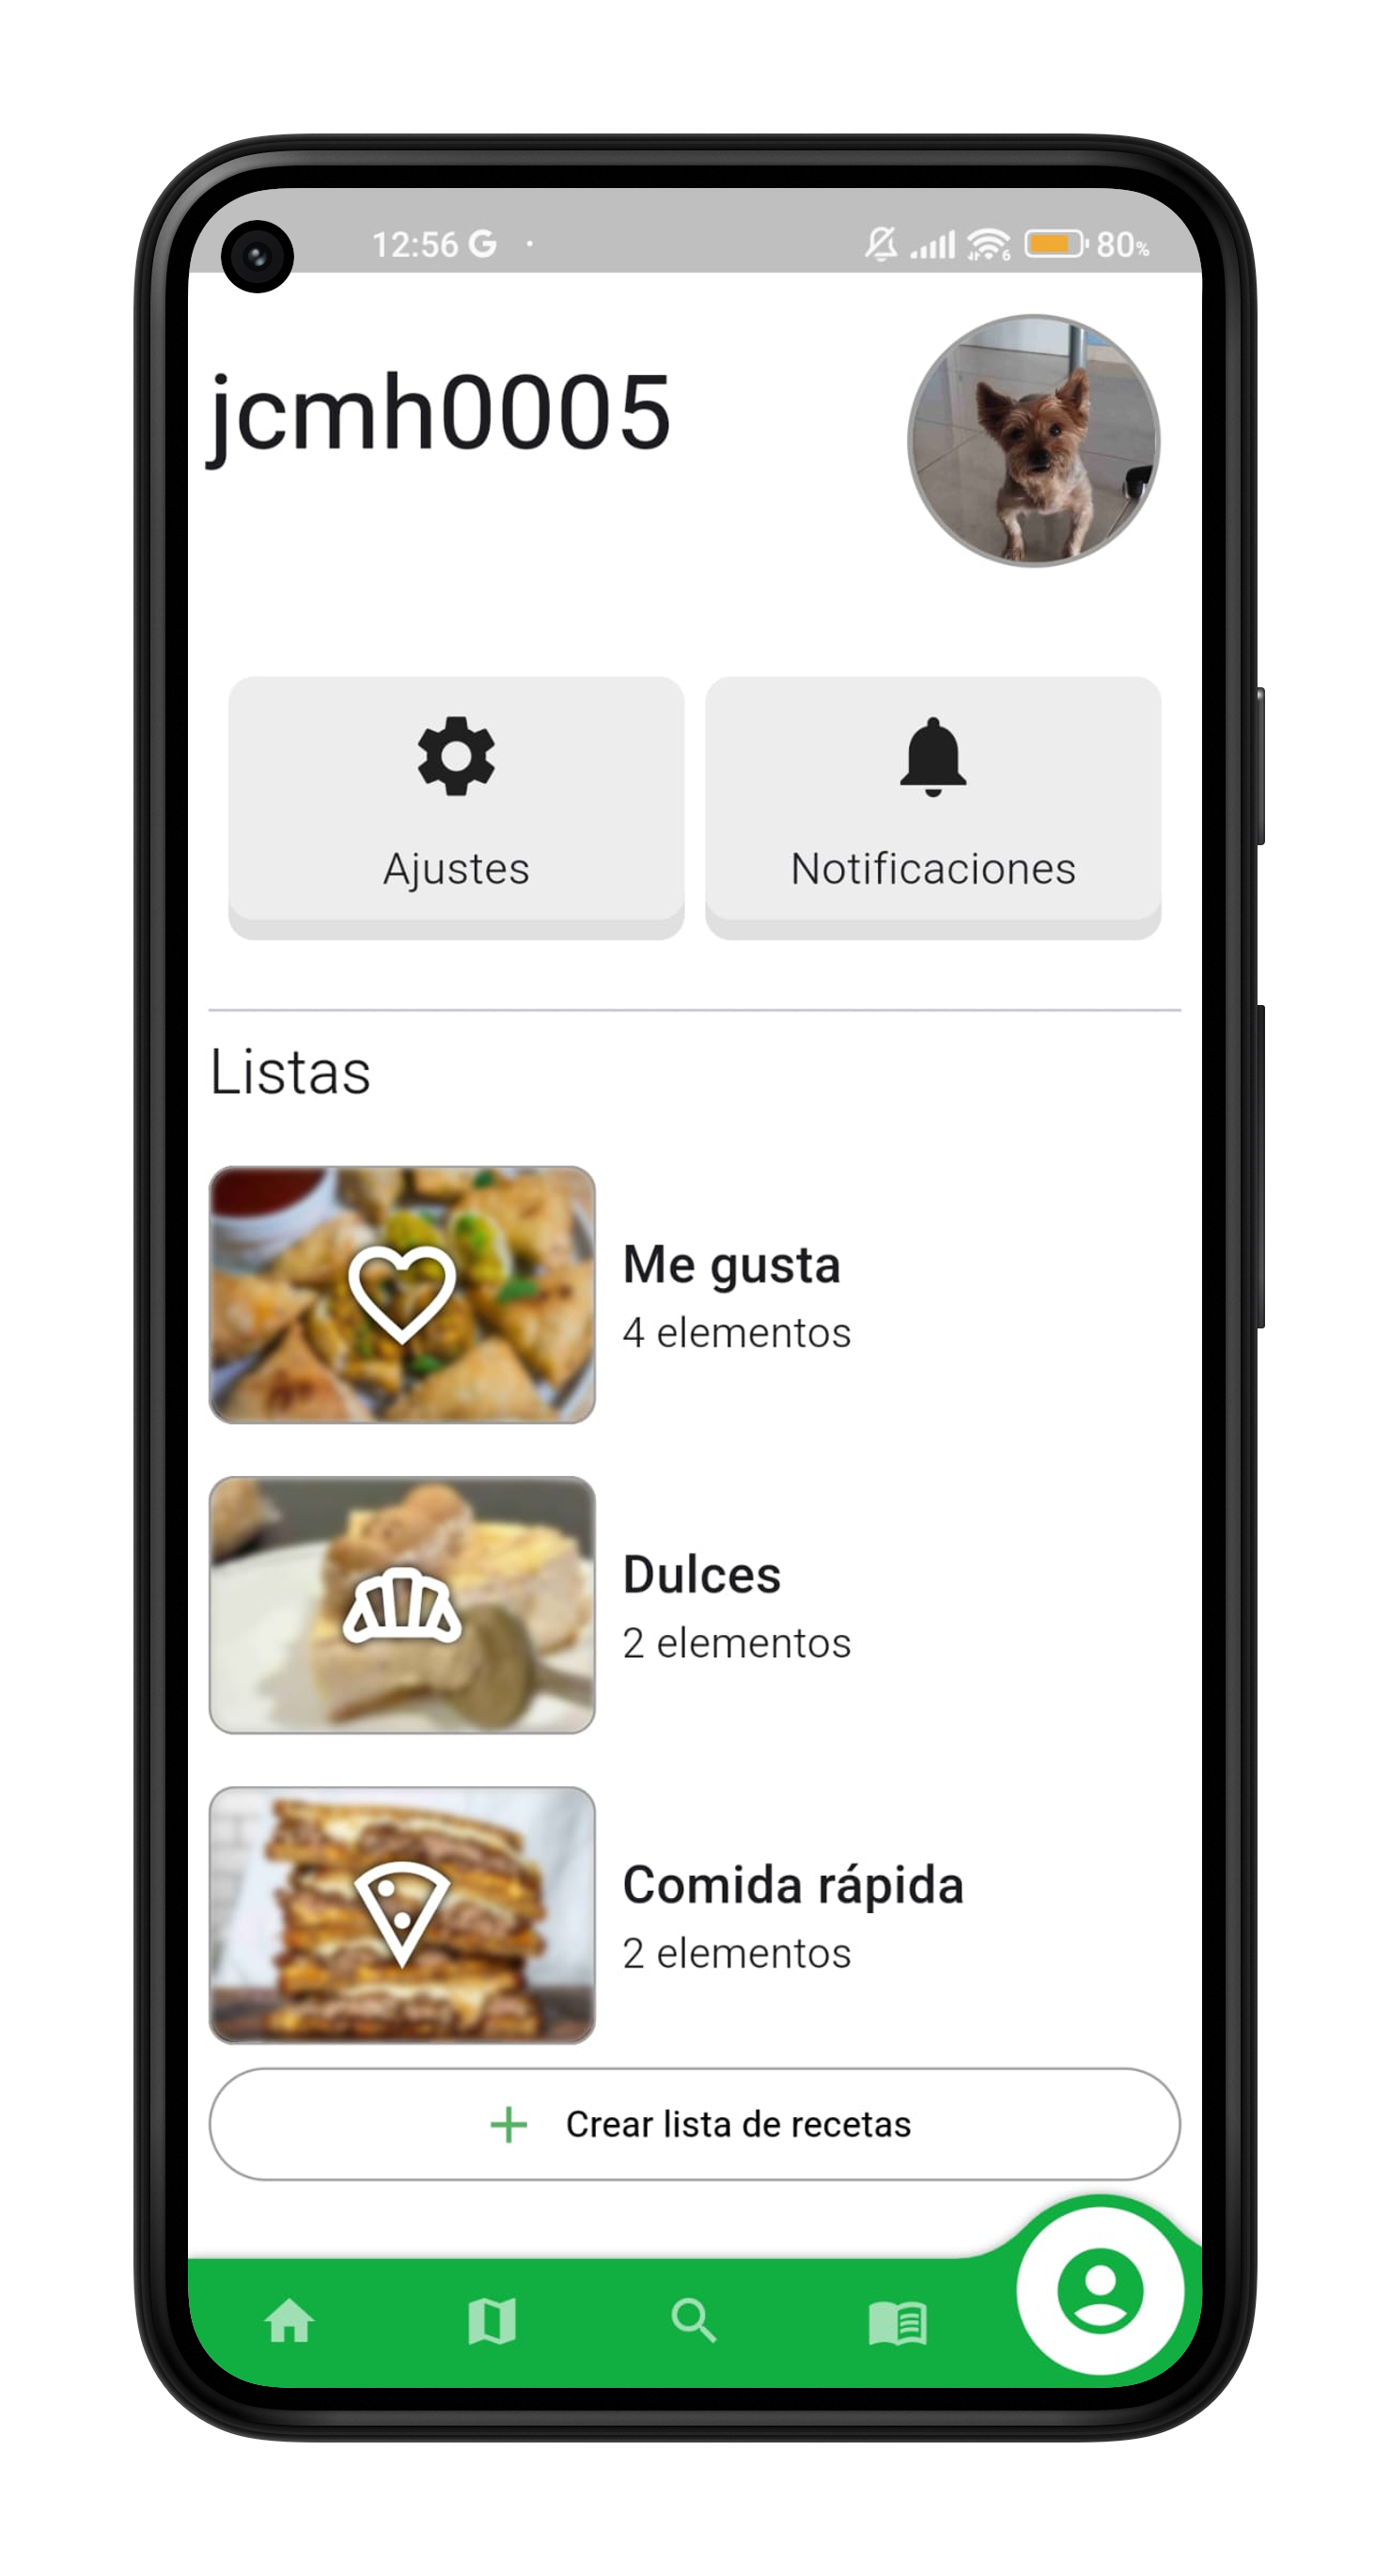 12:56 G
80%
jcmh0005
Ajustes
Notificaciones
Listas
Me gusta
4 elementos
Dulces
2 elementos
Comida rápida
2 elementos
+ Crear lista de recetas